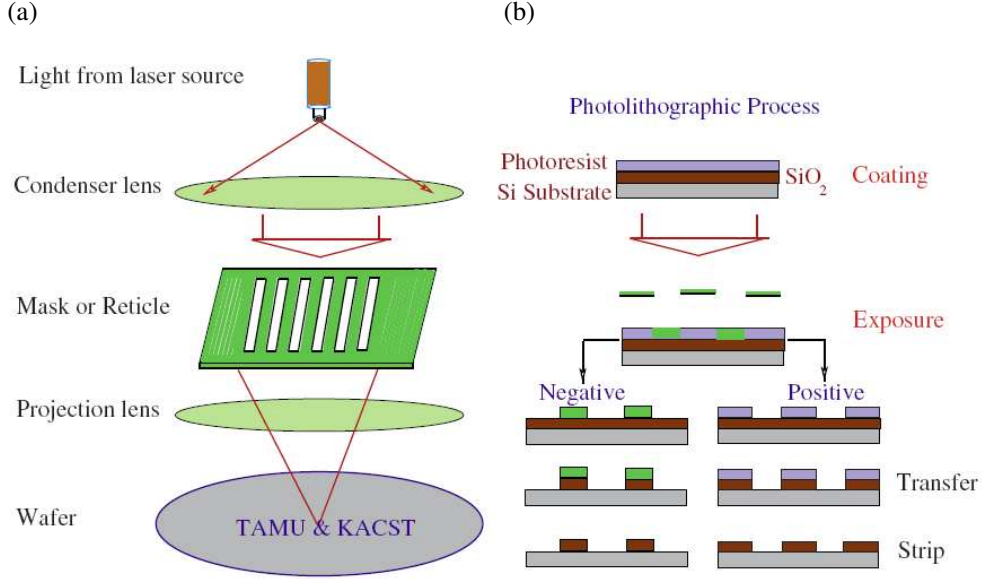 (a)
Light from laser source
Condenser lens
Mask or Reticle
Projection lens
Wafer
TAMU & KACST
(b)
Photolithographic Process
Photoresist
SiO2
Coating
Si Substrate
Exposure
Negative
Positive
Transfer
Strip